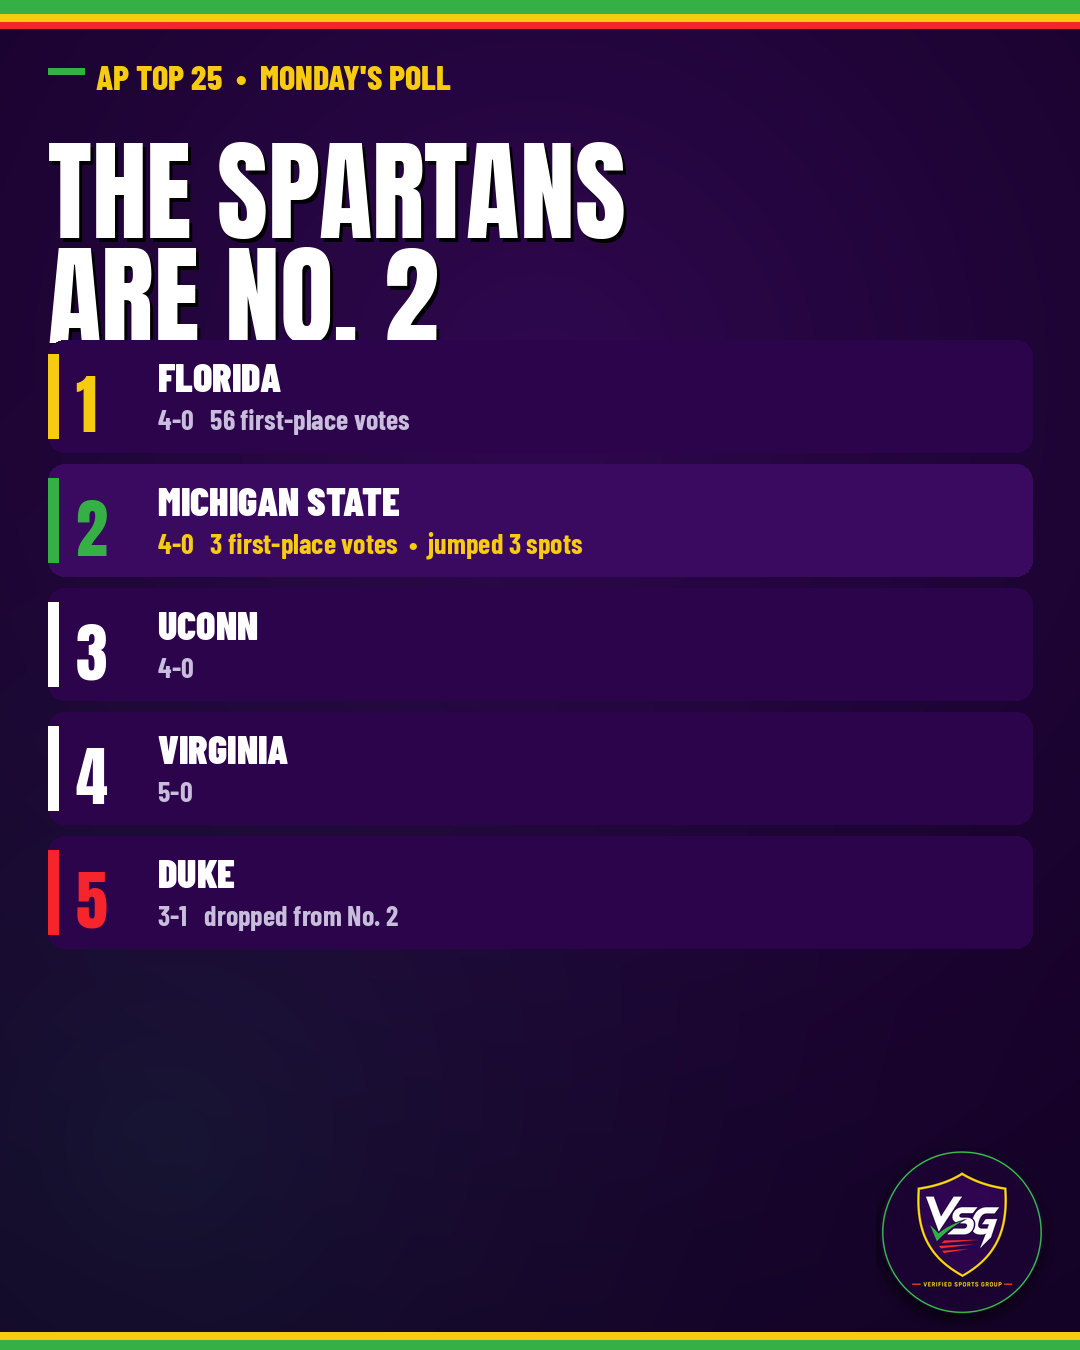 AP TOP 25 • MONDAY'S POLL
THE SPARTANS
ARE NO. 2
1 FLORIDA
4-0 56 first-place votes
2 MICHIGAN STATE
4-0 3 first-place votes • jumped 3 spots
3 UCONN
4-0
4 VIRGINIA
5-0
5 DUKE
3-1 dropped from No. 2
VSG
VERIFIED SPORTS GROUP